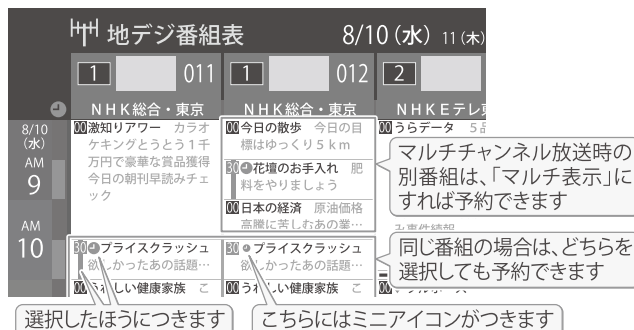 地デジ番組表
8/10(水) 11(木)
1 011 1 012 2
NHK総合・東京 NHK総合・東京 NHKEテレ
8/10
(水)
AM
9
AM
10
00激知りアワー カラオ
ケキングとうとう1千
万円で豪華な賞品獲得
今日の朝刊早読みチェ
ック
30プライスクラッシュ
欲しかったあの話題…
00うれしい健康家族 こ
00今日の散歩 今日の目
標はゆっくり5km
30花壇のお手入れ 肥
料をやりましょう
00日本の経済 原油価格
高騰に苦しむあの業…
30プライスクラッシュ
欲しかったあの話題…
00うれしい健康家族 こ
00うらデータ 5
マルチチャンネル放送時の
別番組は、「マルチ表示」に
すれば予約できます
同じ番組の場合は、どちらを
選択しても予約できます
選択したほうにつきます
こちらにはミニアイコンがつきます